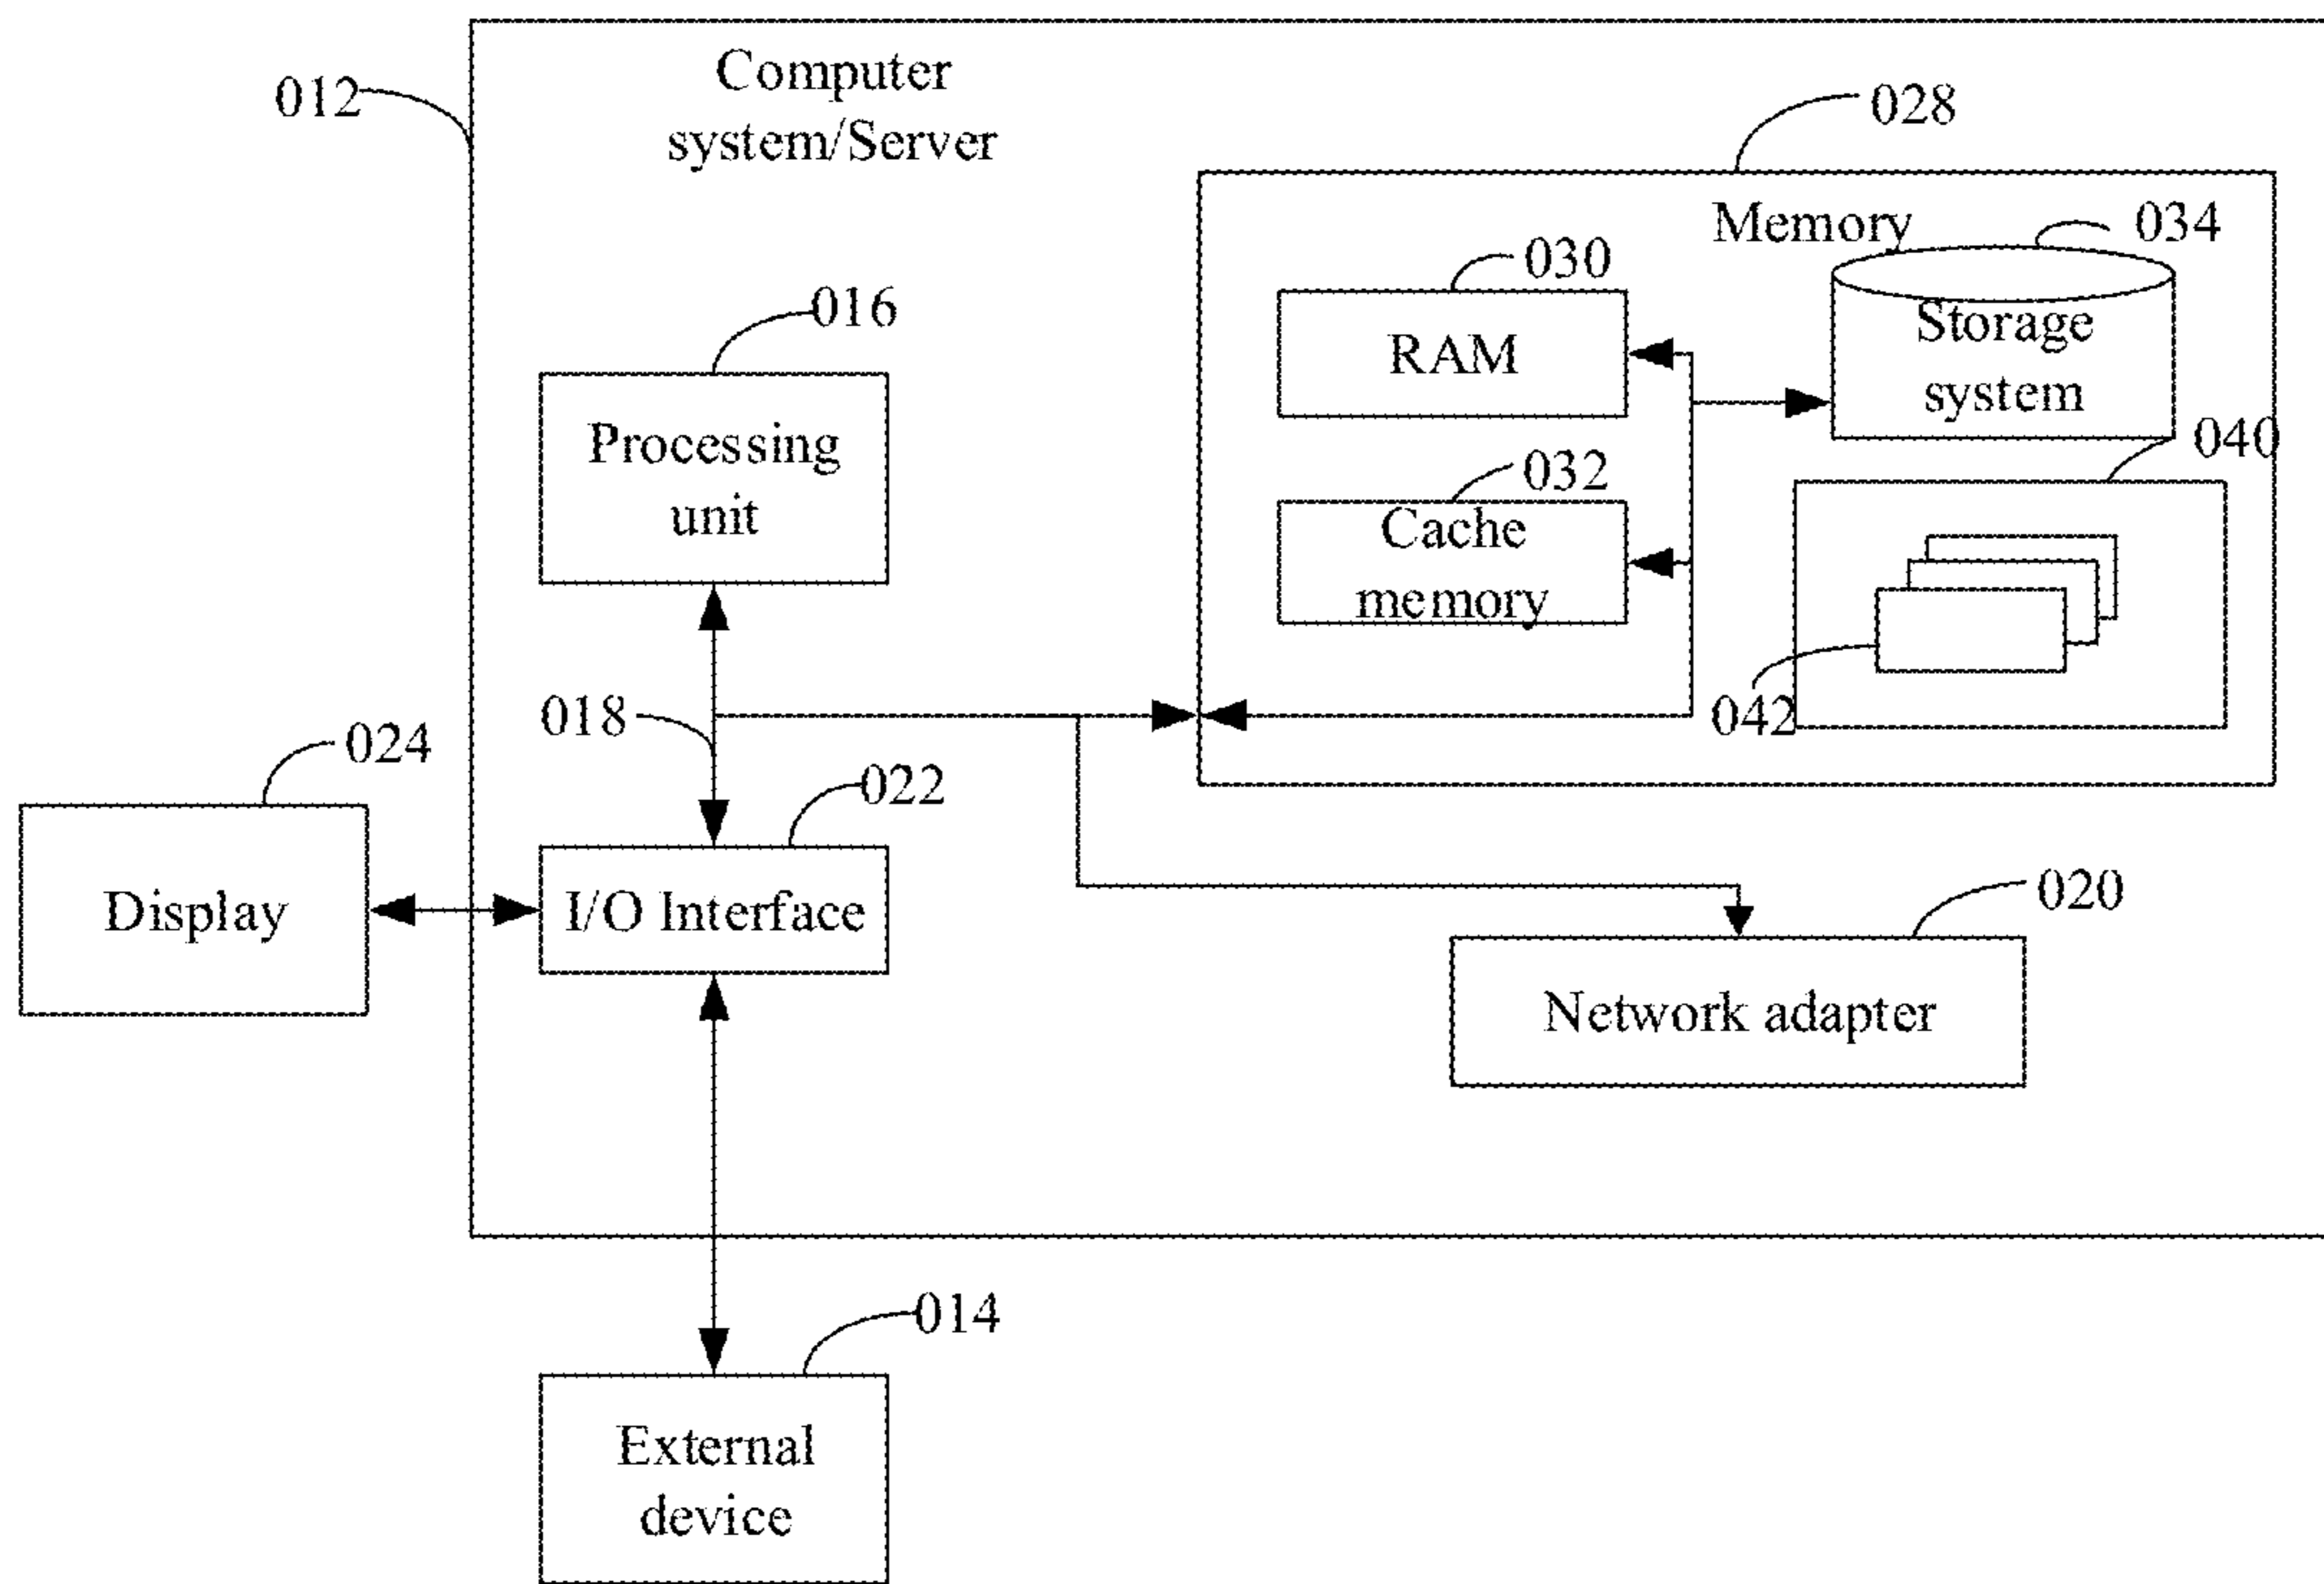 Computer
system/Server
012
028
Memory
034
030
016
RAM
Storage
system
Processing
unit
040
032
Cache
memory
018
042
024
022
Display
I/O Interface
020
Network adapter
014
External
device